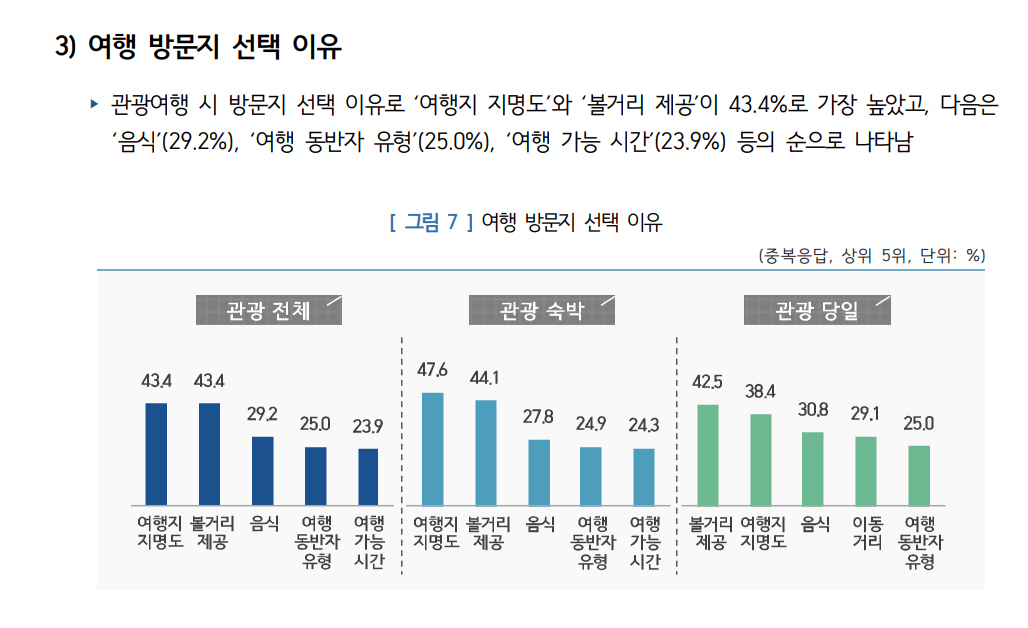 3) 여행 방문지 선택 이유
▸ 관광여행 시 방문지 선택 이유로 ‘여행지 지명도’와 ‘볼거리 제공’이 43.4%로 가장 높았고, 다음은
‘음식’(29.2%), ‘여행 동반자 유형’(25.0%), ‘여행 가능 시간’(23.9%) 등의 순으로 나타남
[ 그림 7 ] 여행 방문지 선택 이유
(중복응답, 상위 5위, 단위: %)
관광 전체
43.4 43.4 29.2 25.0 23.9
여행지 볼거리 음식 여행 여행
지명도 제공 동반자 가능
유형 시간
관광 숙박
47.6 44.1 27.8 24.9 24.3
여행지 볼거리 음식 여행 여행
지명도 제공 동반자 가능
유형 시간
관광 당일
42.5 38.4 30.8 29.1 25.0
볼거리 여행지 음식 이동 여행
제공 지명도 거리 동반자
유형